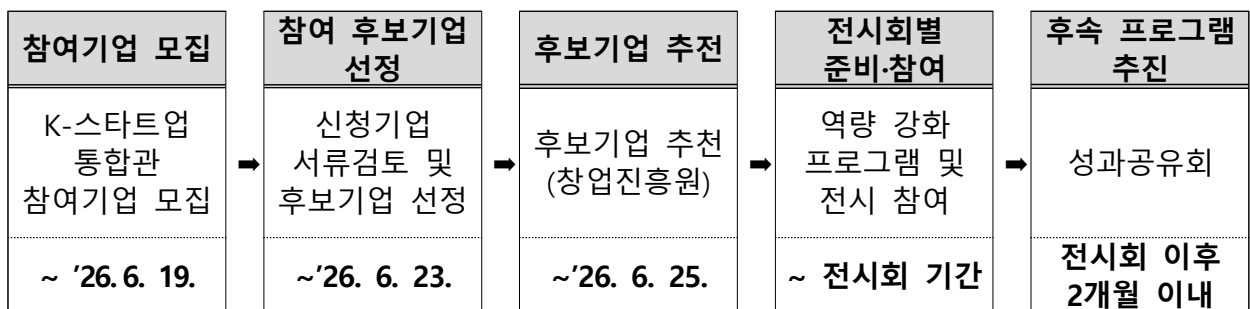 참여기업 모집
K-스타트업
통합관
참여기업 모집
~ '26. 6. 19.
➡
참여 후보기업
선정
신청기업
서류검토 및
후보기업 선정
~’26. 6. 23.
➡
후보기업 추전
후보기업 추천
(창업진흥원)
~’26. 6. 25.
➡
전시회별
준비·참여
역량 강화
프로그램 및
전시 참여
~ 전시회 기간
➡
후속 프로그램
추진
성과공유회
전시회 이후
2개월 이내